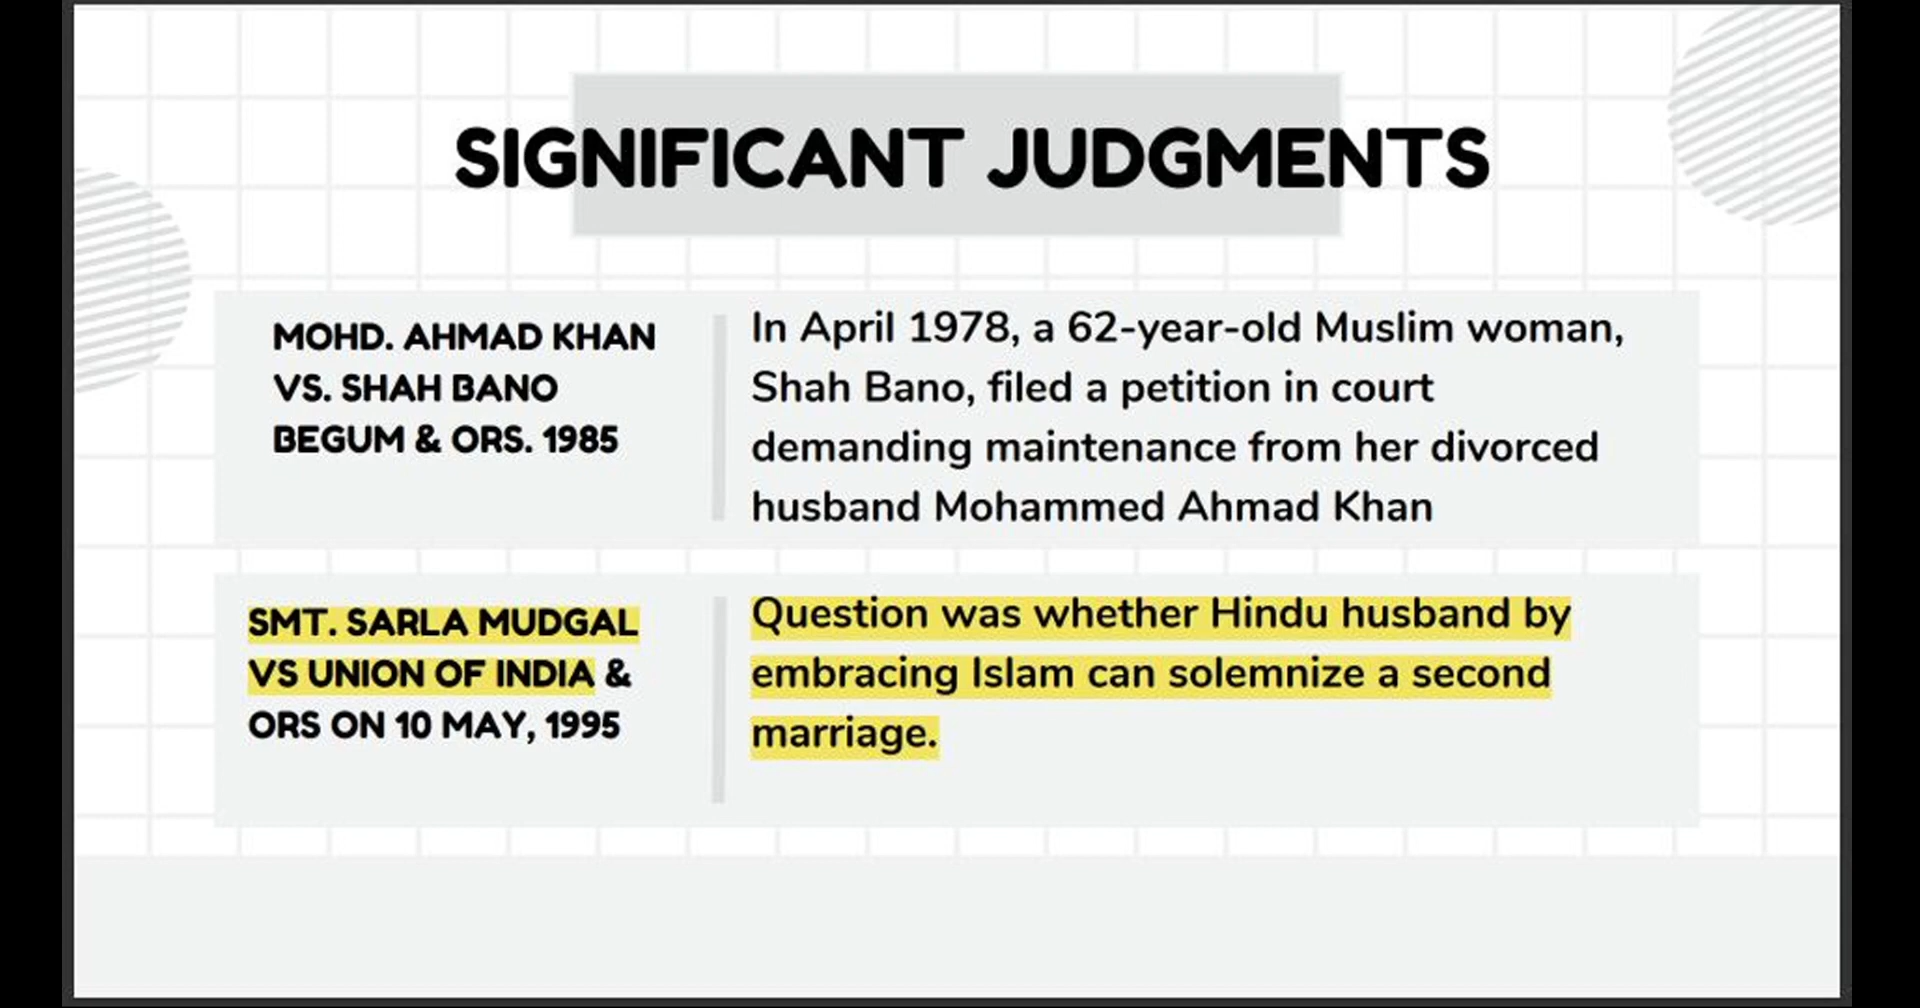 SIGNIFICANT JUDGMENTS
MOHD. AHMAD KHAN
VS. SHAH BANO
BEGUM & ORS. 1985
In April 1978, a 62-year-old Muslim woman,
Shah Bano, filed a petition in court
demanding maintenance from her divorced
husband Mohammed Ahmad Khan
SMT. SARLA MUDGAL
VS UNION OF INDIA &
ORS ON 10 MAY, 1995
Question was whether Hindu husband by
embracing Islam can solemnize a second
marriage.